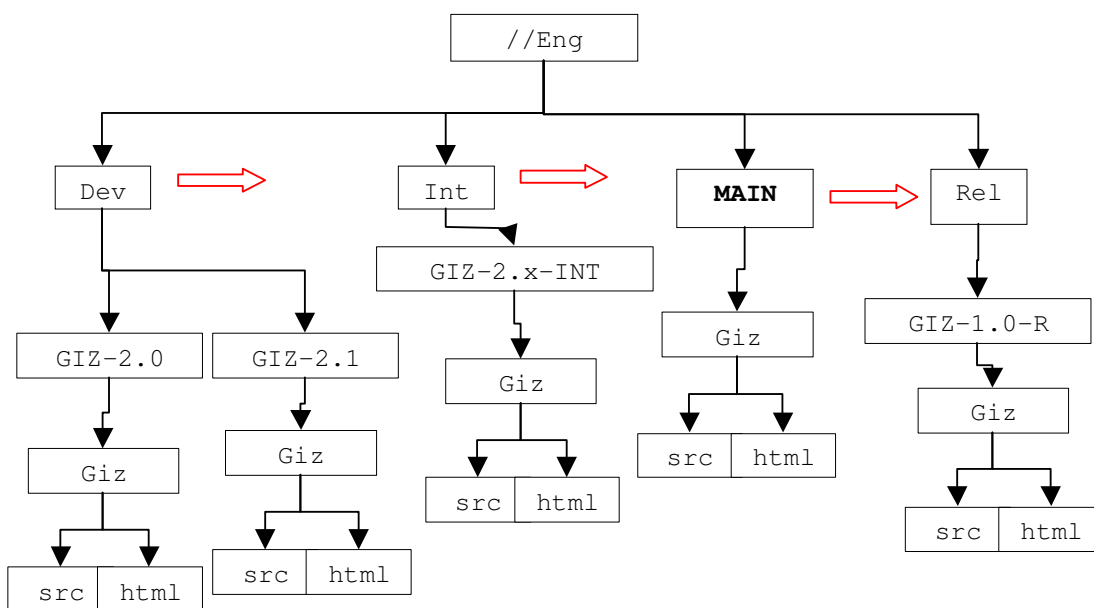 //Eng
Dev
Int
MAIN
Rel
GIZ-2.x-INT
GIZ-1.0-R
GIZ-2.0
GIZ-2.1
Giz
Giz
Giz
Giz
Giz
src
html
src
html
src
html
src
html
src
html